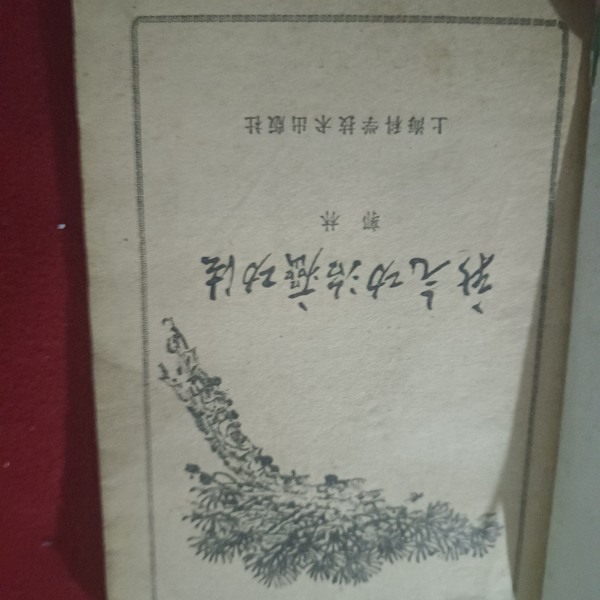 新气功治癌功法
郭 林
上海科学技术出版社